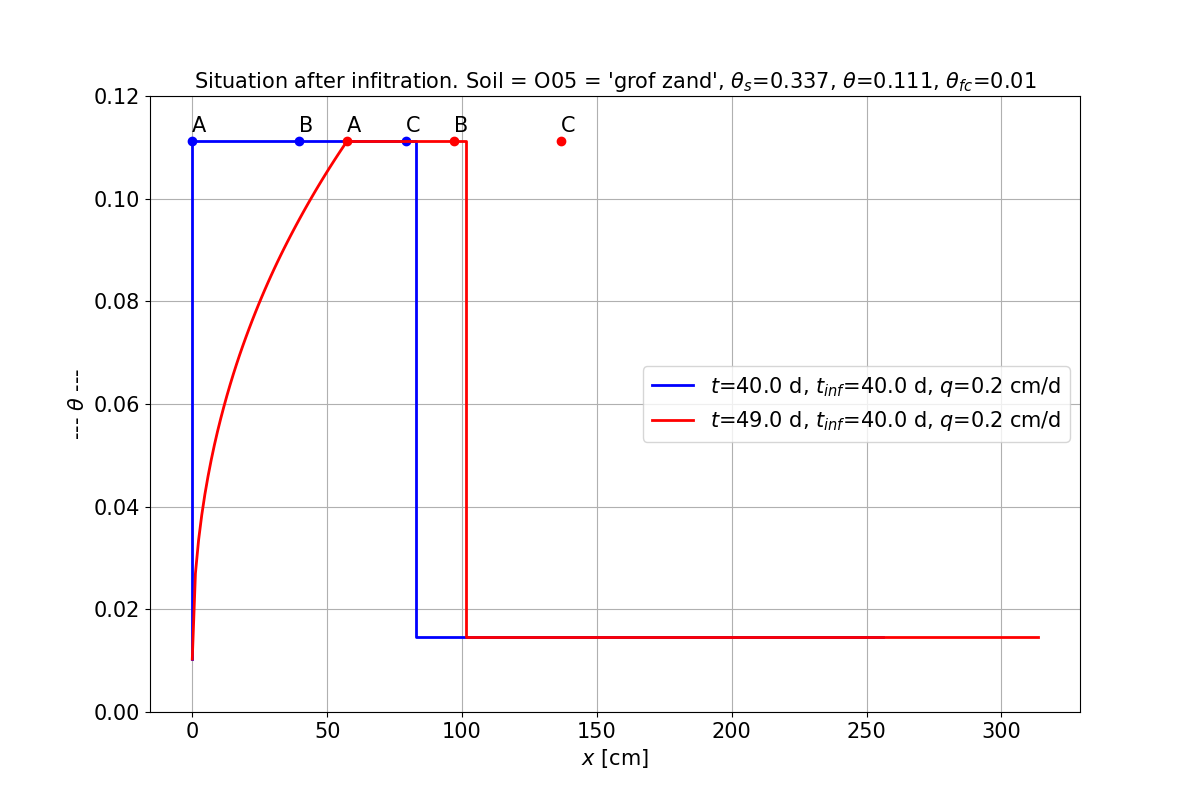 Situation after infitration. Soil = O05 = 'grof zand', θs=0.337, θ=0.111, θfc=0.01
0.12
A B A C B C
0.10
0.08
--- θ ---
t=40.0 d, tinf=40.0 d, q=0.2 cm/d
t=49.0 d, tinf=40.0 d, q=0.2 cm/d
0.06
0.04
0.02
0.00
0 50 100 150 200 250 300
x [cm]